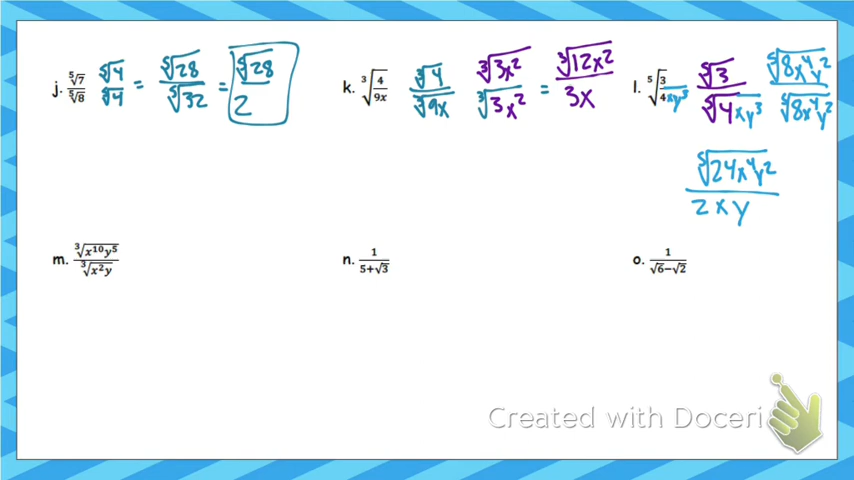 j. ⁵√7/⁵√8 ⁵√4/⁵√4 = ⁵√28/⁵√32 = ⁵√28/2
k. ³√(4/9x) ³√4/³√9x ³√3x²/³√3x² = ³√12x²/3x
l. ⁵√(3/4xy³) ⁵√3/⁵√4xy³ ⁵√8x⁴y²/⁵√8x⁴y²
⁵√24x⁴y²/2xy
m. ³√x¹⁰y⁵/³√x²y
n. 1/(5+√3)
o. 1/(√6−√2)
Created with Doceri